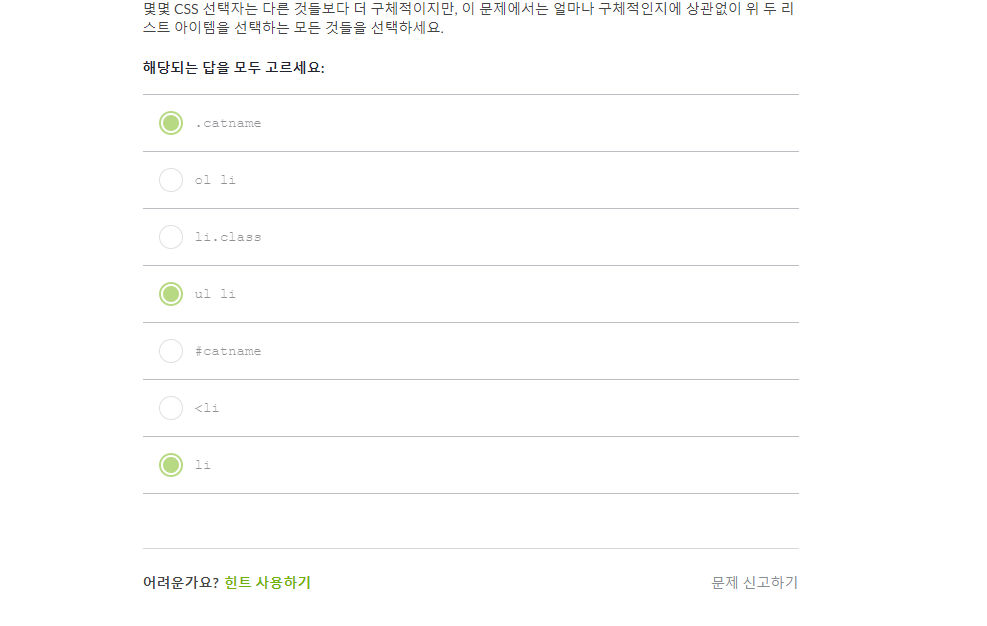 몇몇 CSS 선택자는 다른 것들보다 더 구체적이지만, 이 문제에서는 얼마나 구체적인지에 상관없이 위 두 리
스트 아이템을 선택하는 모든 것들을 선택하세요.
해당되는 답을 모두 고르세요:
.catname
ol li
li.class
ul li
#catname
<li
li
어려운가요? 힌트 사용하기
문제 신고하기